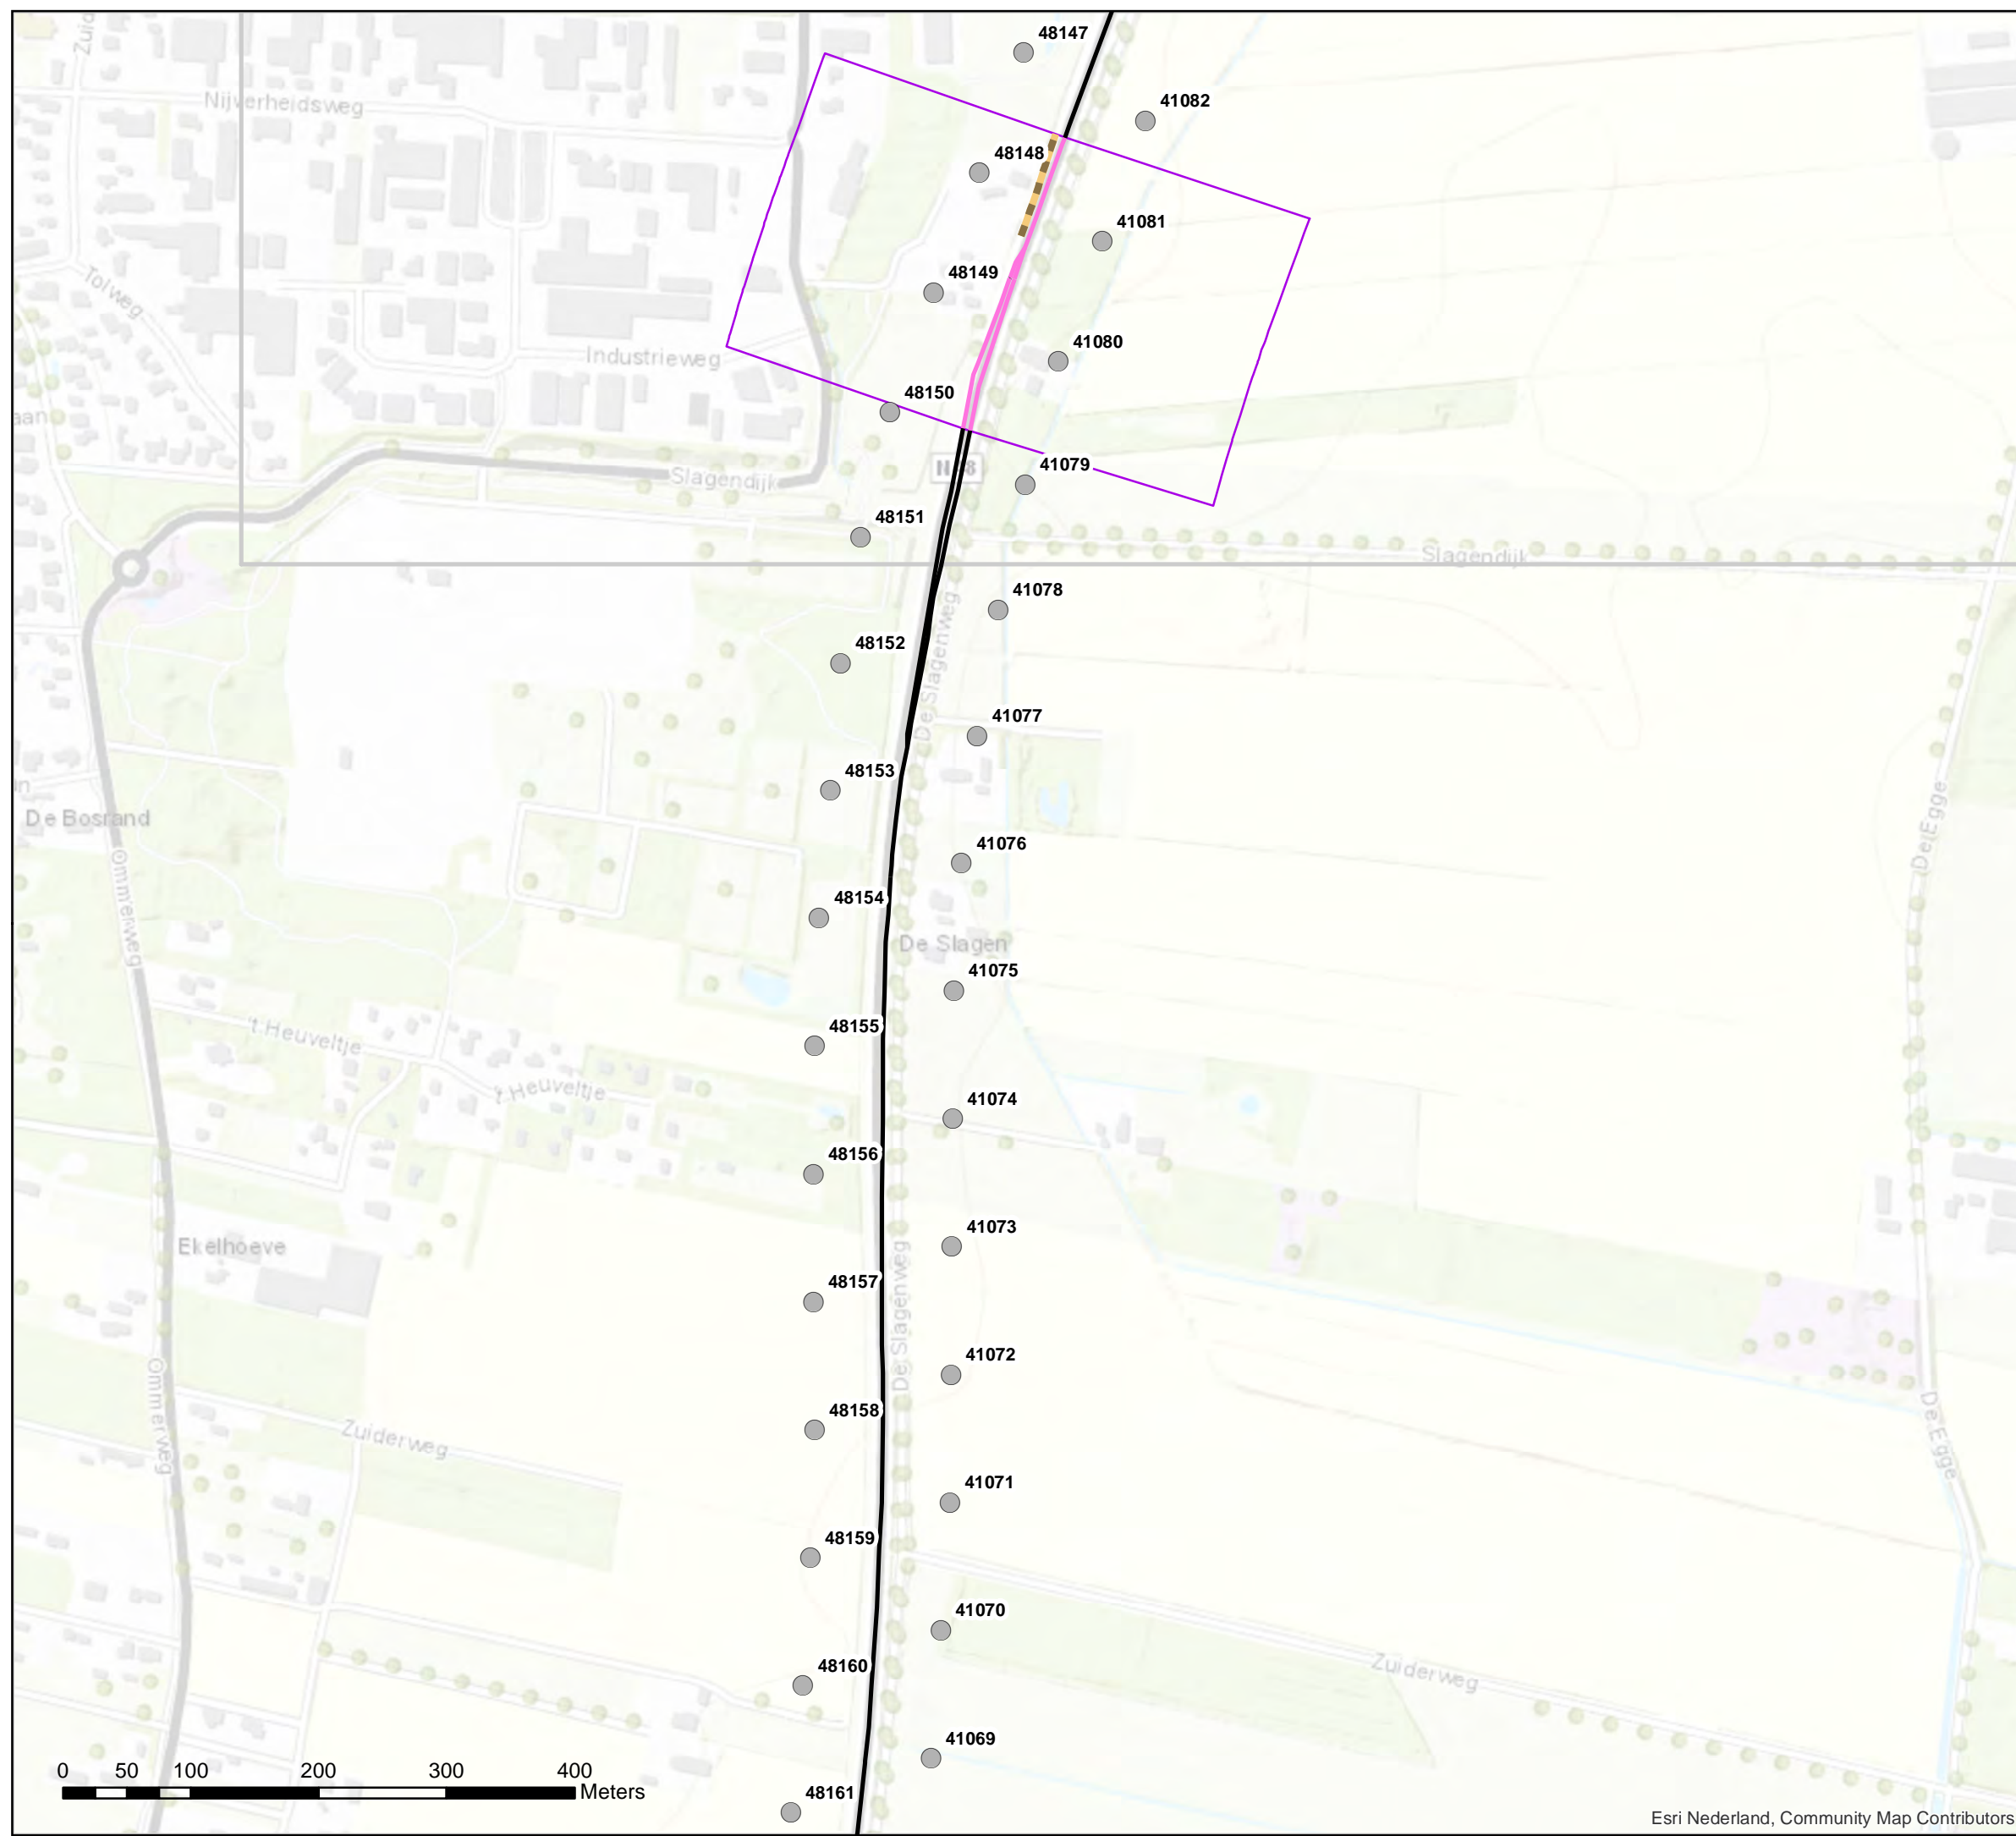 48147
Zuid
41082
Nijverheidsweg
48148
41081
48149
Tolweg
41080
Industrieweg
48150
aan
41079
Slagendijk
48151
Slagendijk
41078
De Slagenweg
48152
41077
48153
De Bosrand
De Egge
41076
Ommerweg
48154
De Slagen
41075
48155
't Heuveltje
't Heuveltje
41074
48156
41073
Ekelhoeve
48157
De Slagenweg
41072
48158
Ommerweg
Zuiderweg
De Egge
41071
48159
41070
48160
Zuiderweg
41069
0 50 100 200 300 400
Meters
48161
Esri Nederland, Community Map Contributors